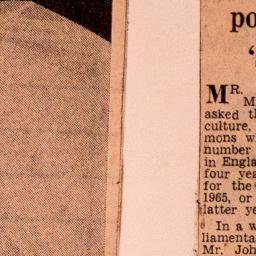 po
‘
MR.
M
asked t
culture,
mons w
number
in Engla
four yea
for the
1965, or
latter ye
In a w
liamenta
Mr. Joh